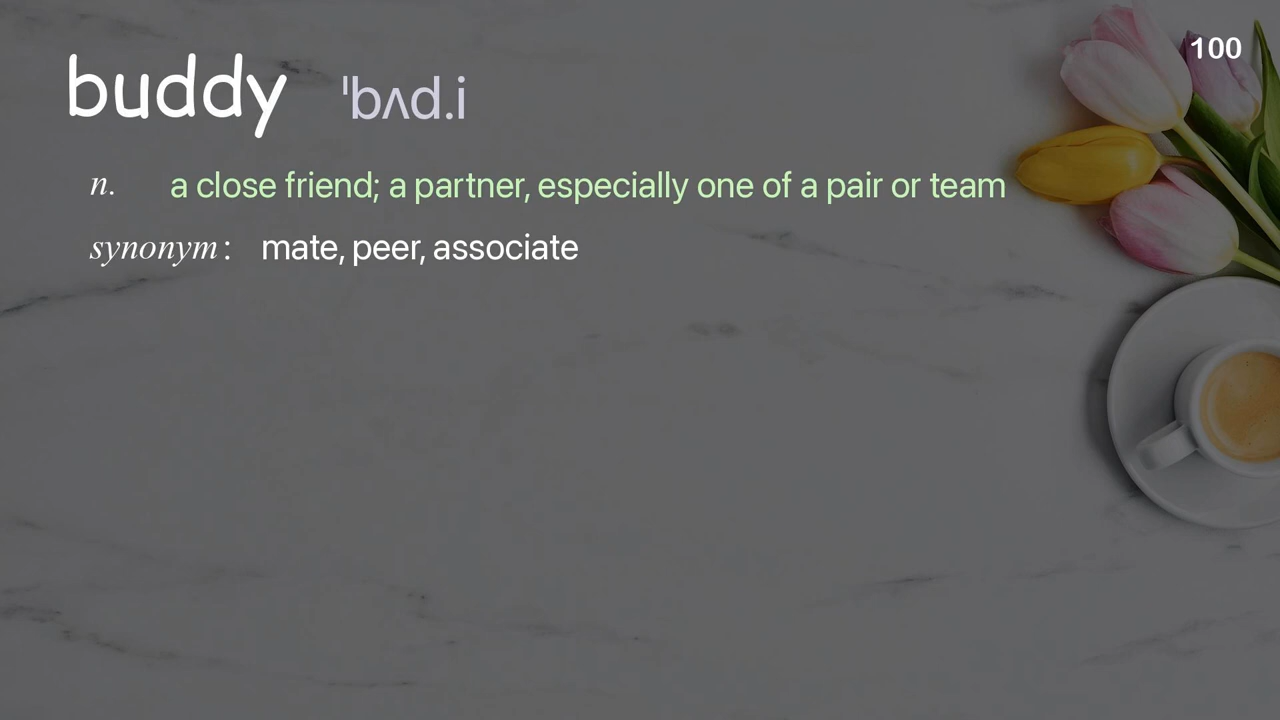 100
buddy ˈbʌd.i
n. a close friend; a partner, especially one of a pair or team
synonym: mate, peer, associate